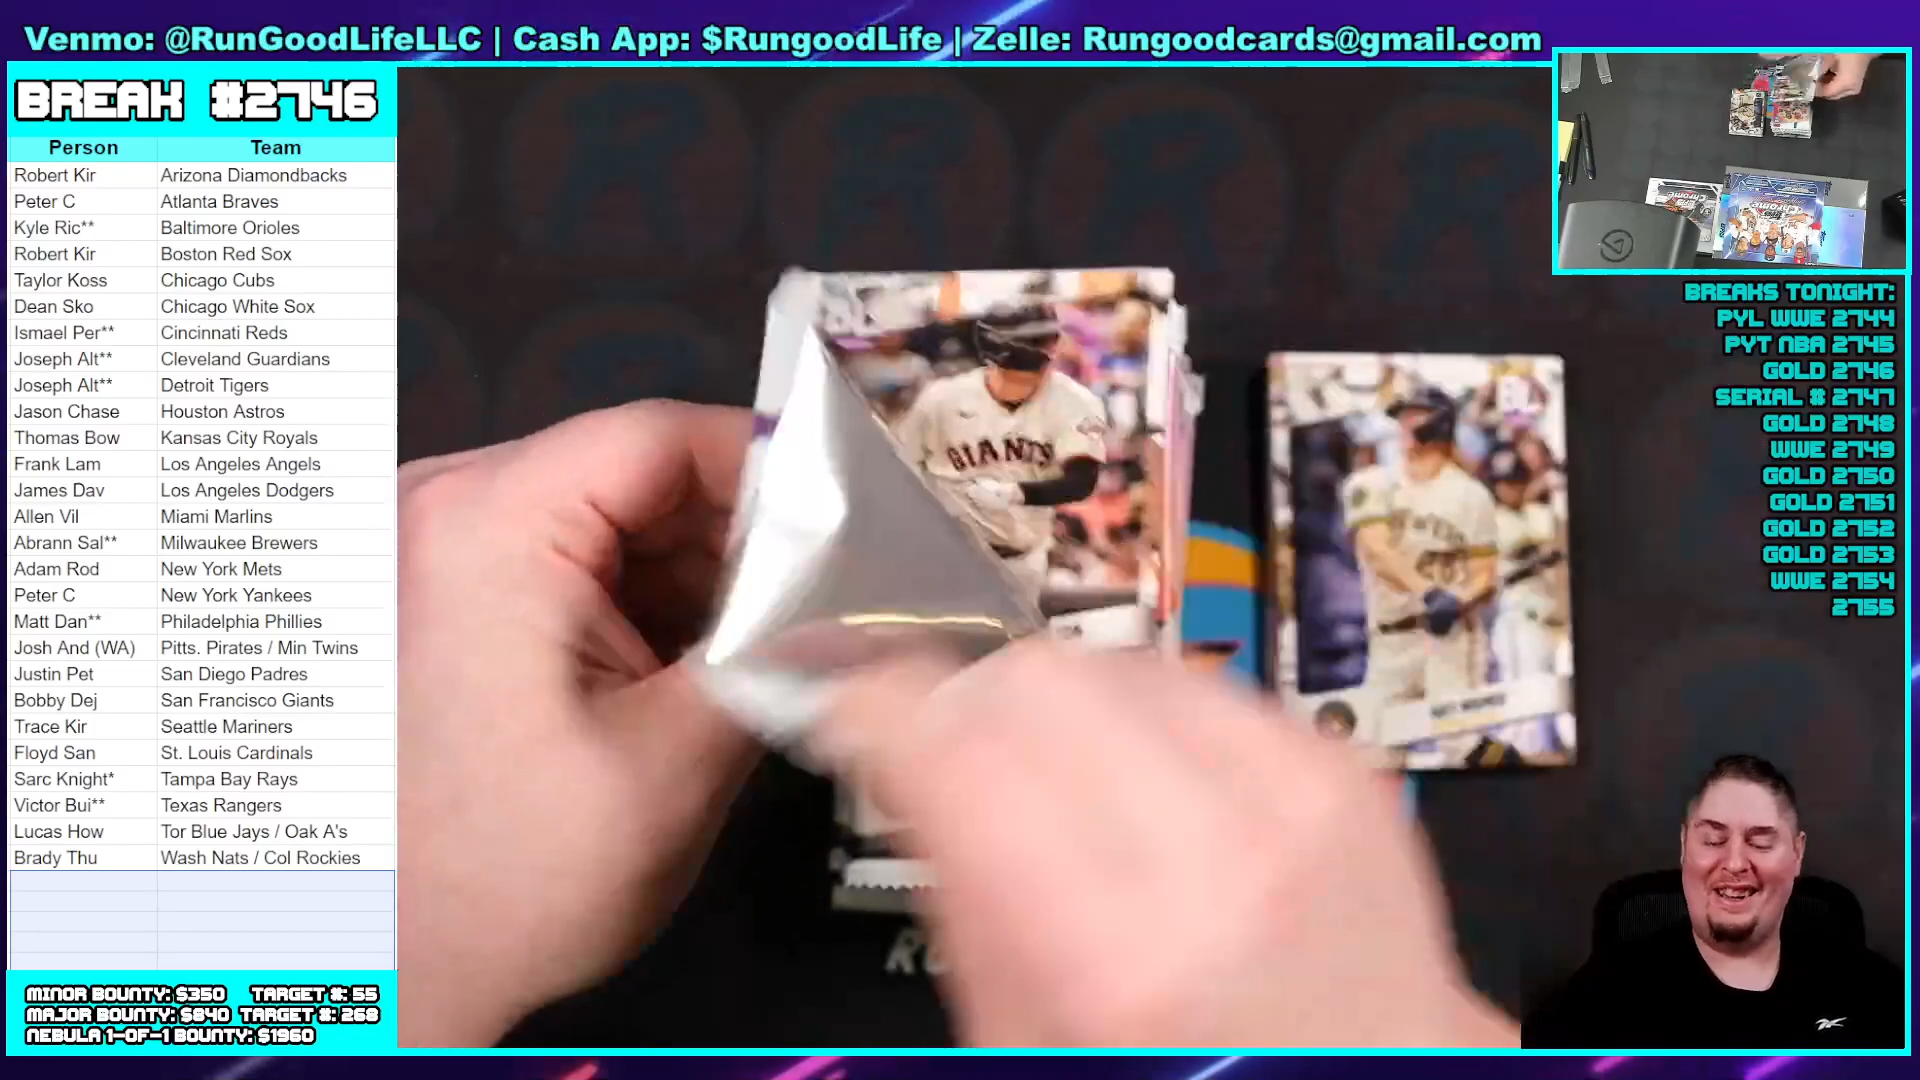 Venmo: @RunGoodLifeLLC | Cash App: $RungoodLife | Zelle: Rungoodcards@gmail.com
BREAK #2746
Person Team
Robert Kir Arizona Diamondbacks
Peter C Atlanta Braves
Kyle Ric** Baltimore Orioles
Robert Kir Boston Red Sox
Taylor Koss Chicago Cubs
Dean Sko Chicago White Sox
Ismael Per** Cincinnati Reds
Joseph Alt** Cleveland Guardians
Joseph Alt** Detroit Tigers
Jason Chase Houston Astros
Thomas Bow Kansas City Royals
Frank Lam Los Angeles Angels
James Dav Los Angeles Dodgers
Allen Vil Miami Marlins
Abrann Sal** Milwaukee Brewers
Adam Rod New York Mets
Peter C New York Yankees
Matt Dan** Philadelphia Phillies
Josh And (WA) Pitts. Pirates / Min Twins
Justin Pet San Diego Padres
Bobby Dej San Francisco Giants
Trace Kir Seattle Mariners
Floyd San St. Louis Cardinals
Sarc Knight* Tampa Bay Rays
Victor Bui** Texas Rangers
Lucas How Tor Blue Jays / Oak A's
Brady Thu Wash Nats / Col Rockies
MINOR BOUNTY: $350 TARGET #: 55
MAJOR BOUNTY: $840 TARGET #: 268
NEBULA 1-OF-1 BOUNTY: $1960
GIANTS
BREAKS TONIGHT:
PYL WWE 2744
PYT NBA 2745
GOLD 2746
SERIAL # 2747
GOLD 2748
WWE 2749
GOLD 2750
GOLD 2751
GOLD 2752
GOLD 2753
WWE 2754
2755